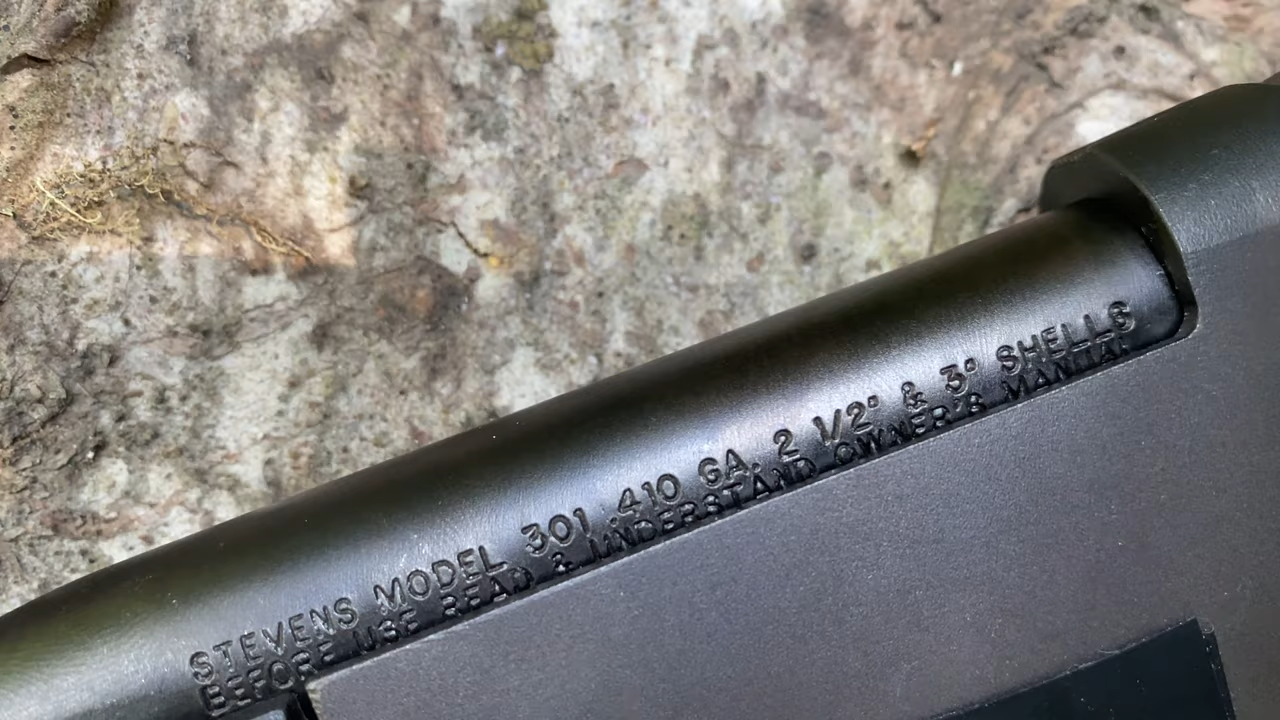 STEVENS MODEL 301 .410 GA. 2 1/2" & 3" SHELLS
BEFORE USE READ & UNDERSTAND OWNER'S MANUAL